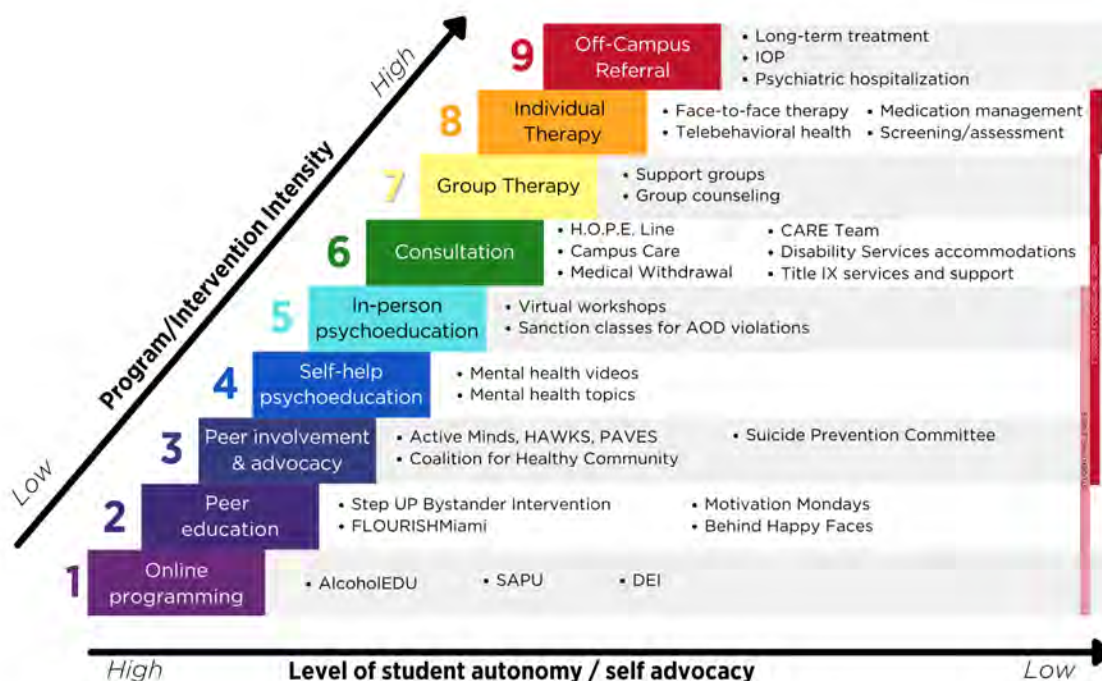 9
Off-Campus
Referral
• Long-term treatment
• IOP
• Psychiatric hospitalization
8
Individual
Therapy
• Face-to-face therapy
• Telebehavioral health
• Medication management
• Screening/assessment
7
Group Therapy
• Support groups
• Group counseling
6
Consultation
• H.O.P.E. Line
• Campus Care
• Medical Withdrawal
• CARE Team
• Disability Services accommodations
• Title IX services and support
5
In-person
psychoeducation
• Virtual workshops
• Sanction classes for AOD violations
4
Self-help
psychoeducation
• Mental health videos
• Mental health topics
3
Peer involvement
& advocacy
• Active Minds, HAWKS, PAVES
• Coalition for Healthy Community
• Suicide Prevention Committee
2
Peer
education
• Step UP Bystander Intervention
• FLOURISHMiami
• Motivation Mondays
• Behind Happy Faces
1
Online
programming
• AlcoholEDU
• SAPU
• DEI
Low
Program/Intervention Intensity
High
High
Level of student autonomy / self advocacy
Low
STUDENT COUNSELING SERVICE
STUDENT WELLNESS